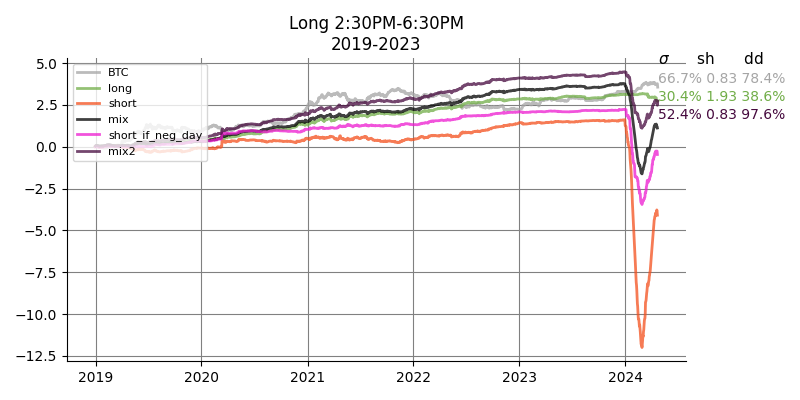 Long 2:30PM-6:30PM
2019-2023
σ sh dd
66.7% 0.83 78.4%
30.4% 1.93 38.6%
52.4% 0.83 97.6%
BTC
long
short
mix
short_if_neg_day
mix2
5.0
2.5
0.0
−2.5
−5.0
−7.5
−10.0
−12.5
2019 2020 2021 2022 2023 2024